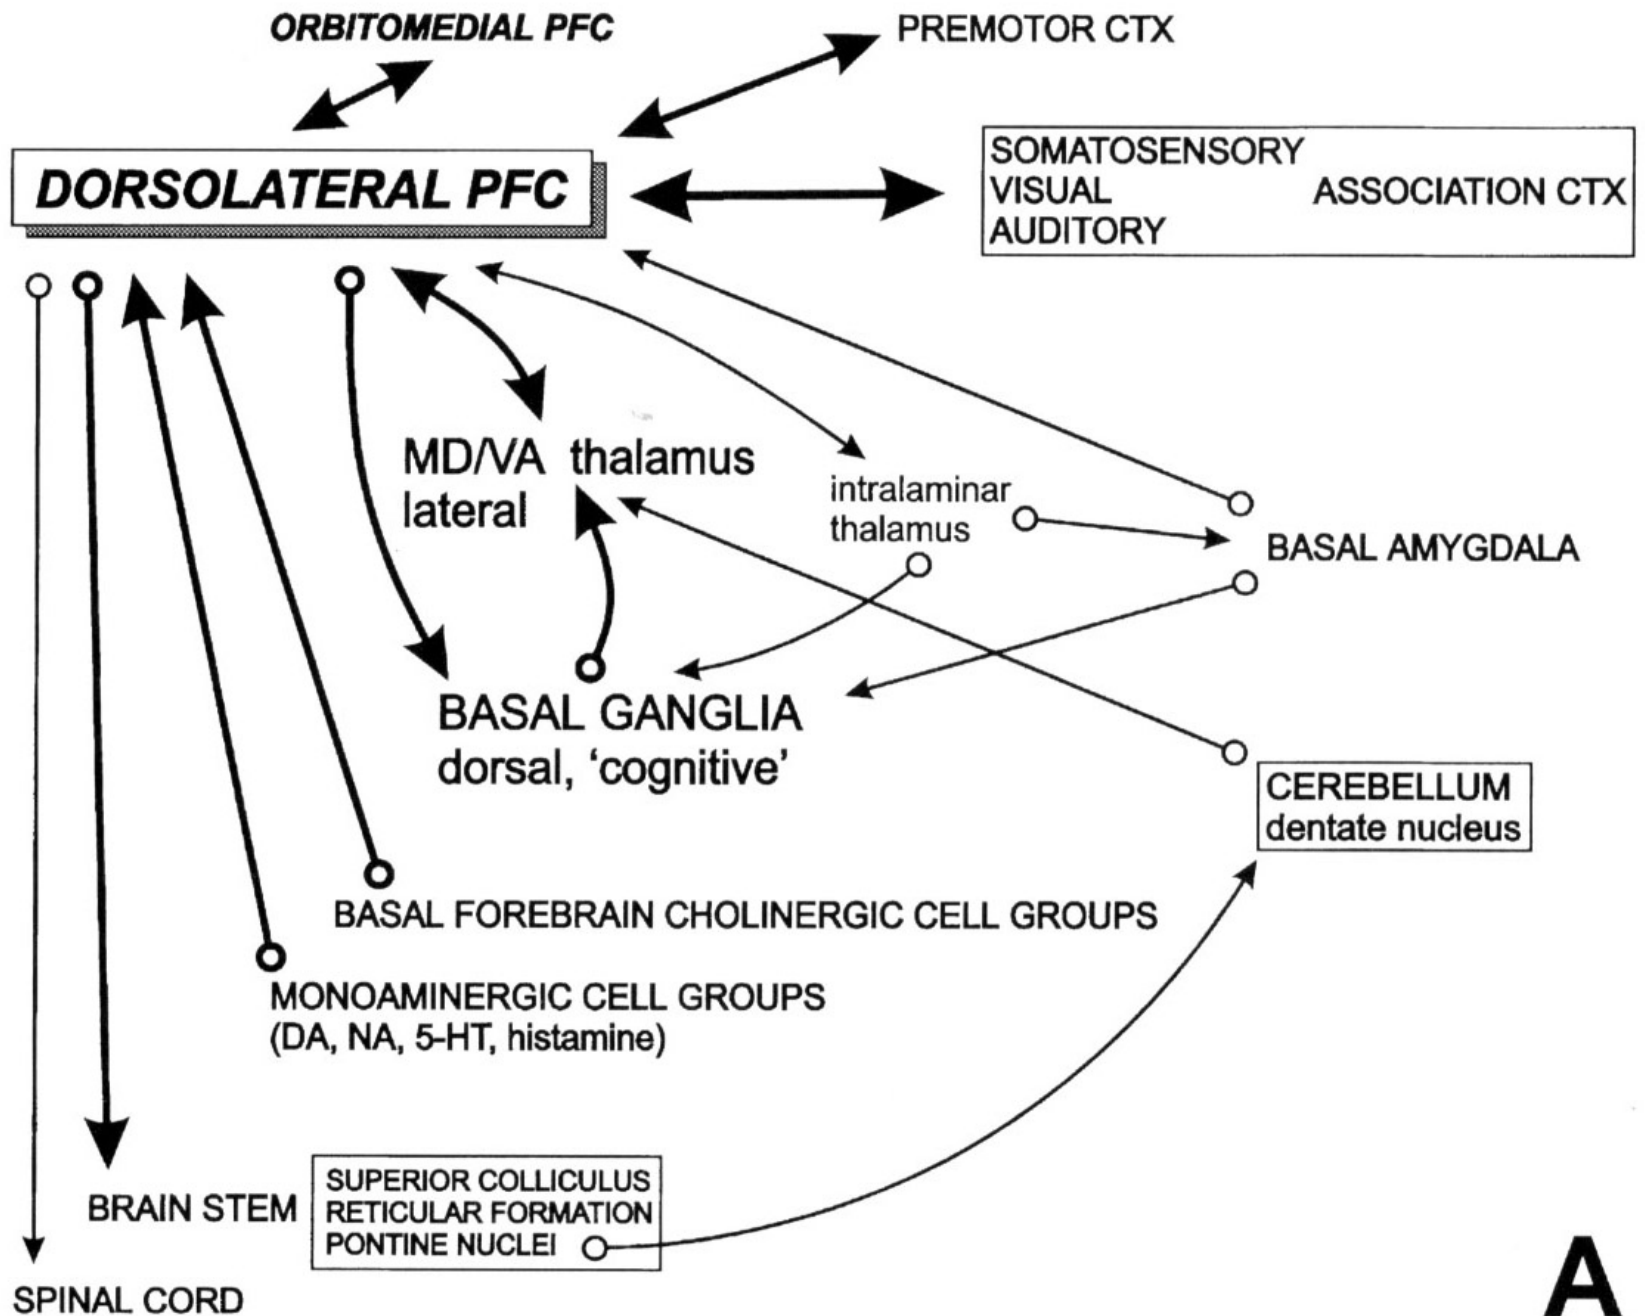 ORBITOMEDIAL PFC
PREMOTOR CTX
DORSOLATERAL PFC
SOMATOSENSORY
VISUAL ASSOCIATION CTX
AUDITORY
MD/VA thalamus
lateral
intralaminar
thalamus
BASAL AMYGDALA
BASAL GANGLIA
dorsal, ‘cognitive’
CEREBELLUM
dentate nucleus
BASAL FOREBRAIN CHOLINERGIC CELL GROUPS
MONOAMINERGIC CELL GROUPS
(DA, NA, 5-HT, histamine)
BRAIN STEM
SUPERIOR COLLICULUS
RETICULAR FORMATION
PONTINE NUCLEI
SPINAL CORD
A